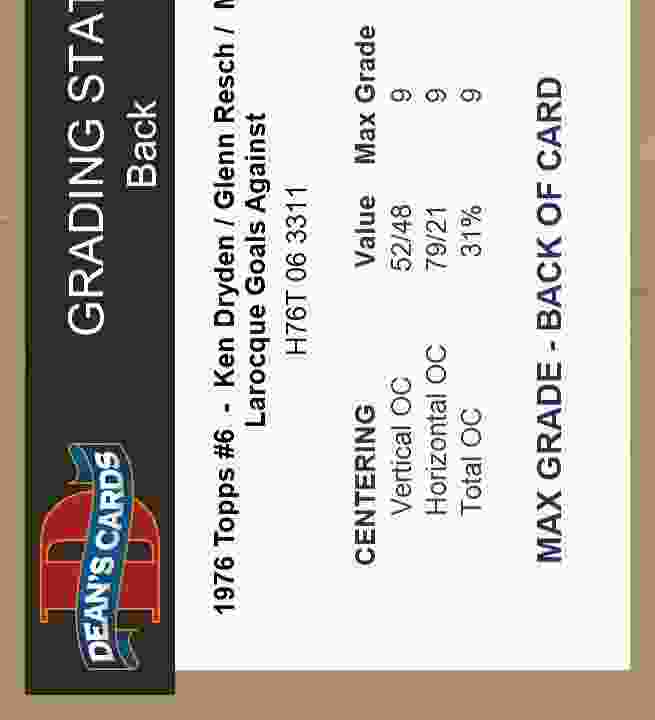 DEAN'S CARDS
GRADING STAT
Back
1976 Topps #6 - Ken Dryden / Glenn Resch /
Larocque Goals Against
H76T 06 3311
CENTERING Value Max Grade
Vertical OC 52/48 9
Horizontal OC 79/21 9
Total OC 31% 9
MAX GRADE - BACK OF CARD